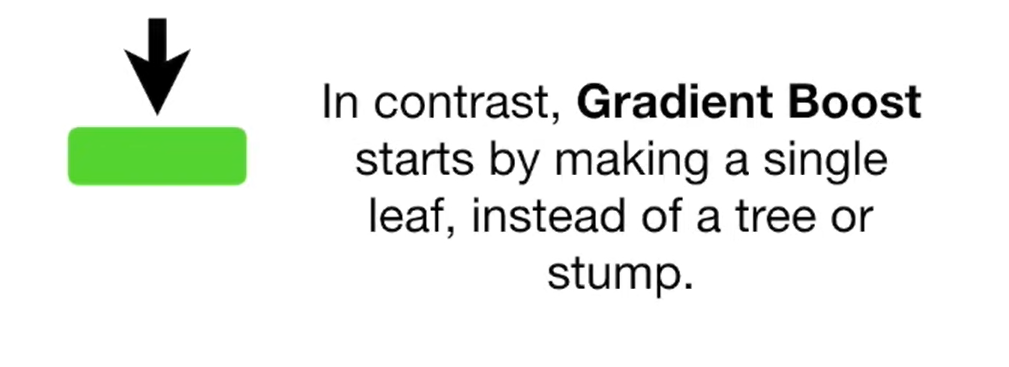 In contrast, Gradient Boost
starts by making a single
leaf, instead of a tree or
stump.